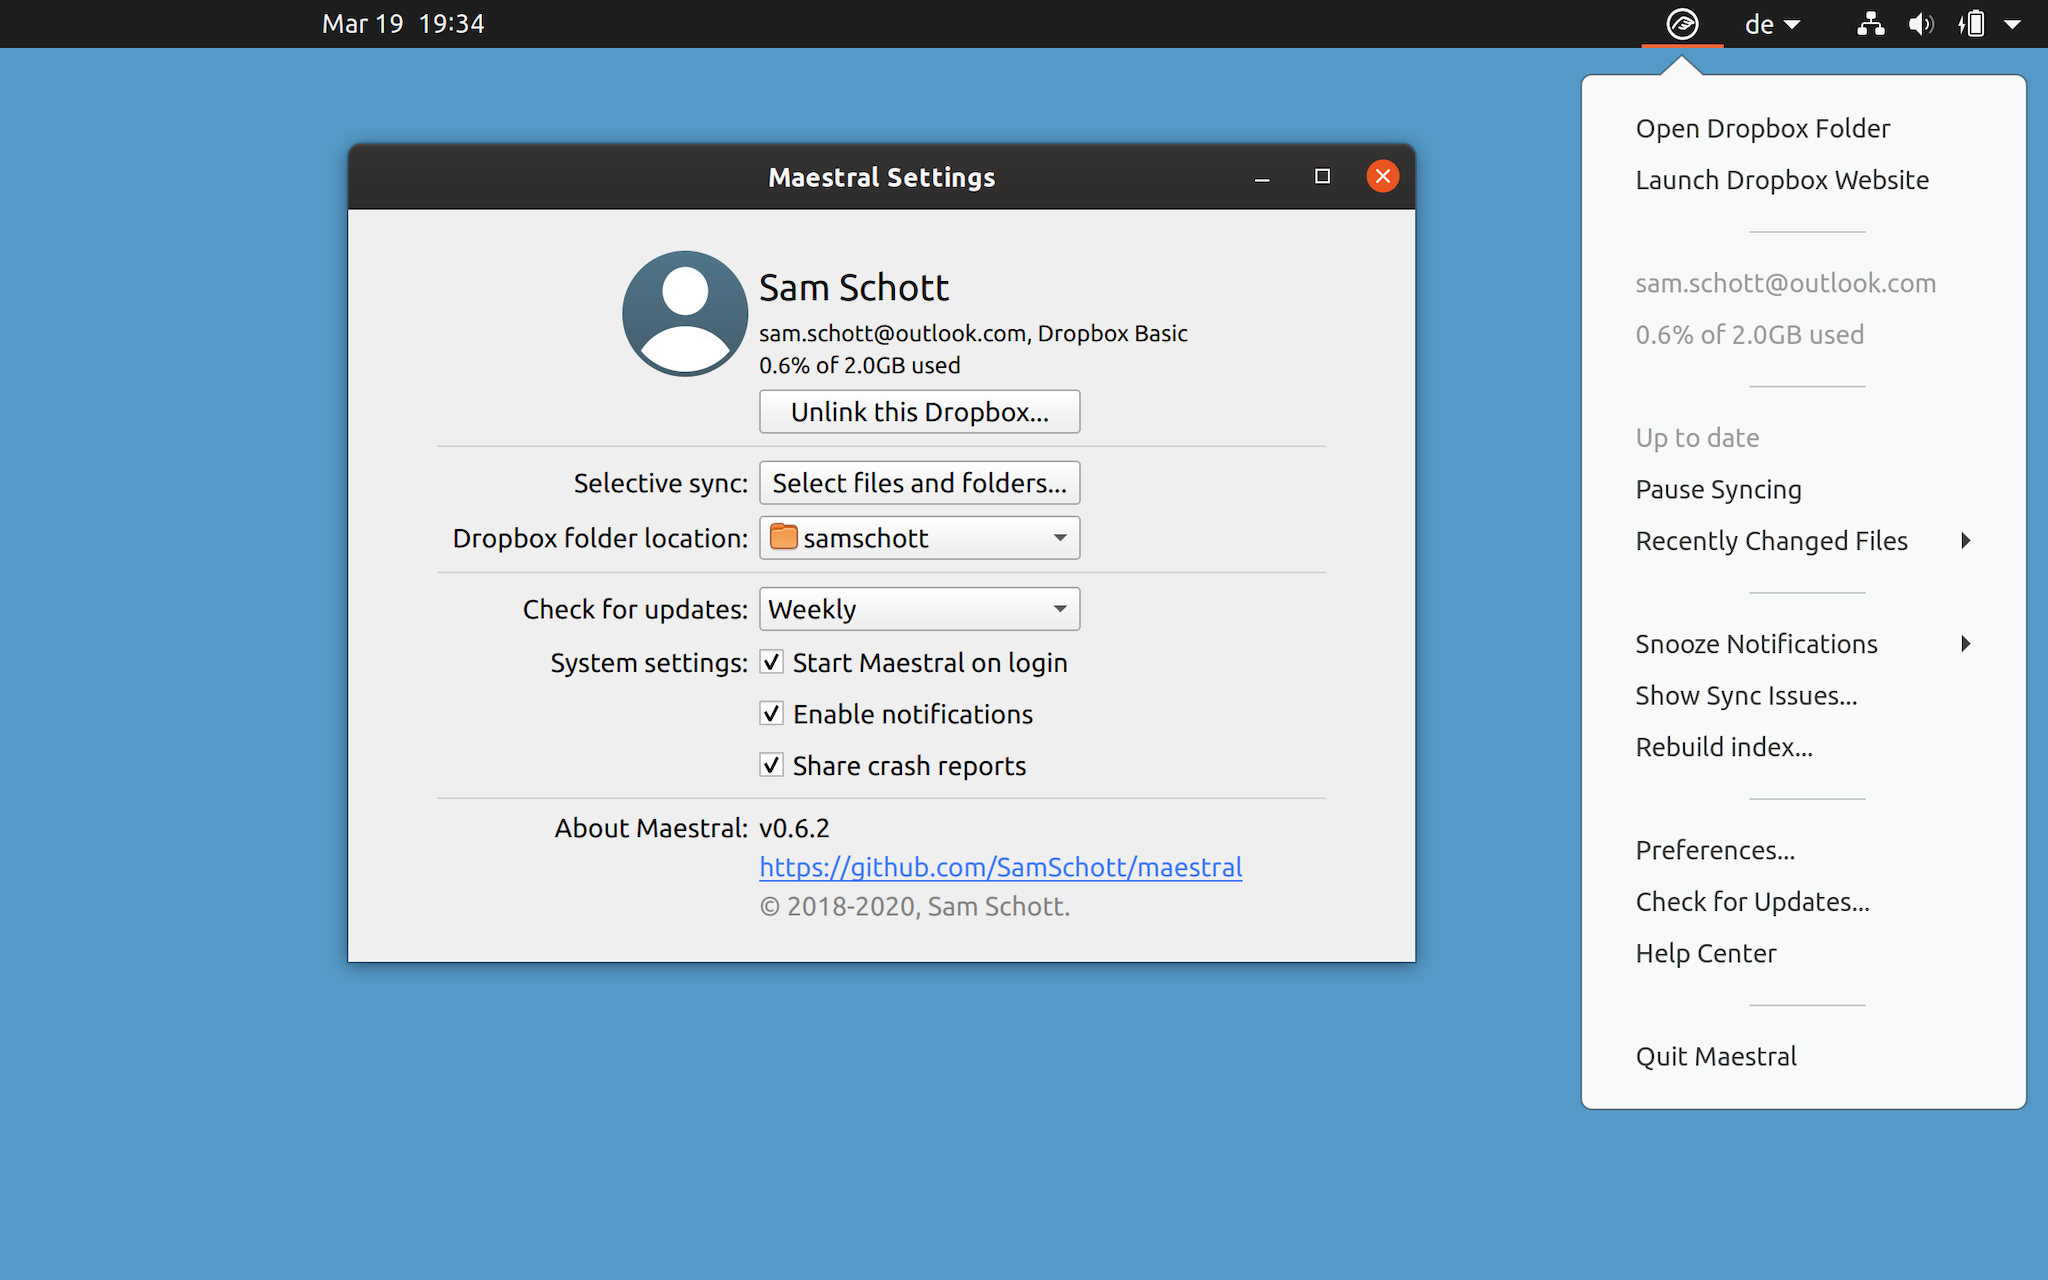 Mar 19 19:34
de
Maestral Settings
Sam Schott
sam.schott@outlook.com, Dropbox Basic
0.6% of 2.0GB used
Unlink this Dropbox...
Selective sync: Select files and folders...
Dropbox folder location: samschott
Check for updates: Weekly
System settings: Start Maestral on login
Enable notifications
Share crash reports
About Maestral: v0.6.2
https://github.com/SamSchott/maestral
© 2018-2020, Sam Schott.
Open Dropbox Folder
Launch Dropbox Website
sam.schott@outlook.com
0.6% of 2.0GB used
Up to date
Pause Syncing
Recently Changed Files
Snooze Notifications
Show Sync Issues...
Rebuild index...
Preferences...
Check for Updates...
Help Center
Quit Maestral